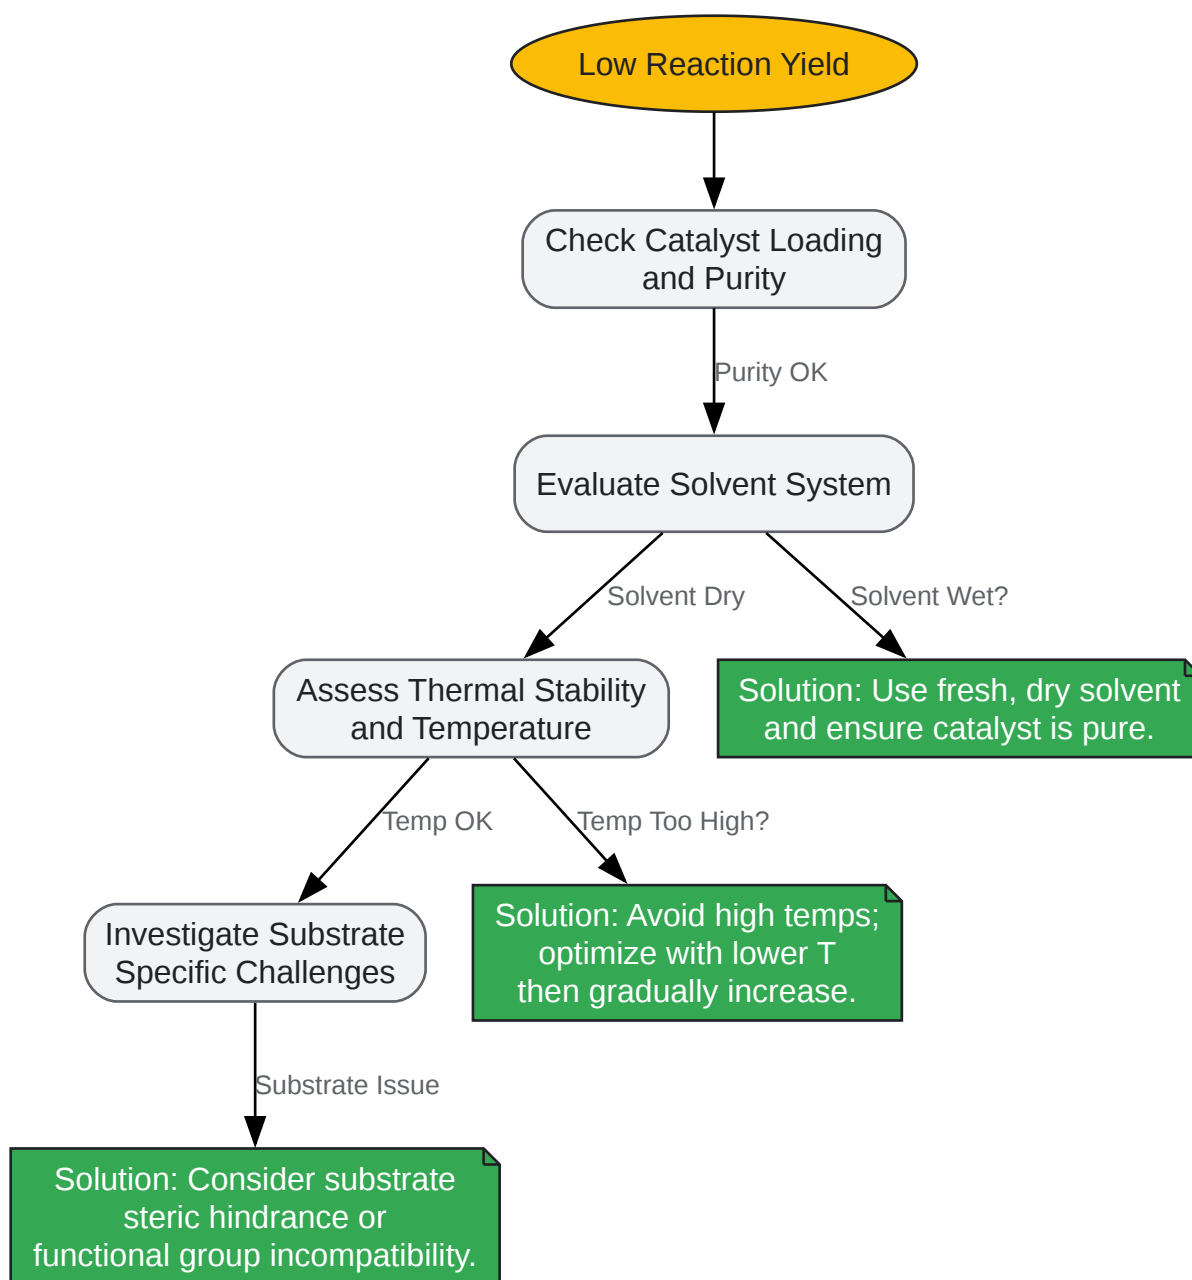 Low Reaction Yield
Check Catalyst Loading
and Purity
Purity OK
Evaluate Solvent System
Solvent Dry
Solvent Wet?
Assess Thermal Stability
and Temperature
Solution: Use fresh, dry solvent
and ensure catalyst is pure.
Temp OK
Temp Too High?
Investigate Substrate
Specific Challenges
Solution: Avoid high temps;
optimize with lower T
then gradually increase.
Substrate Issue
Solution: Consider substrate
steric hindrance or
functional group incompatibility.